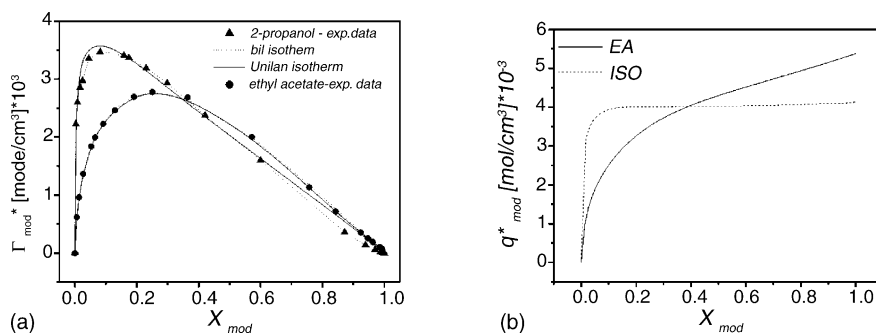 4
3
2
1
0
Γ mod * [mode/cm³]*10³
▲ 2-propanol - exp.data
bil isothem
Unilan isotherm
● ethyl acetate-exp. data
0.0 0.2 0.4 0.6 0.8 1.0
X mod
(a)
6
5
4
3
2
1
0
q* mod [mol/cm³]*10⁻³
EA
ISO
0.0 0.2 0.4 0.6 0.8 1.0
X mod
(b)